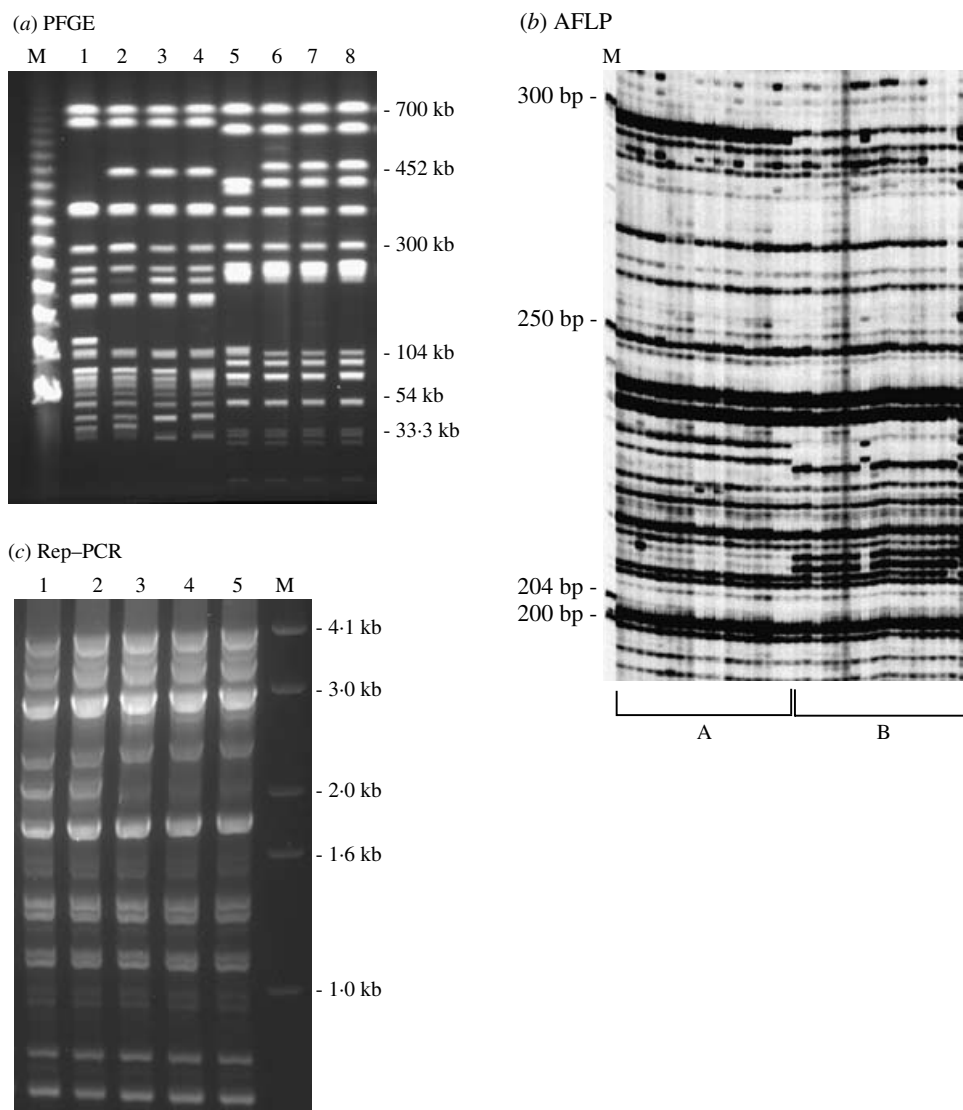 (a) PFGE
M 1 2 3 4 5 6 7 8
- 700 kb
- 452 kb
- 300 kb
- 104 kb
- 54 kb
- 33·3 kb
(b) AFLP
M
300 bp -
250 bp -
204 bp -
200 bp -
A B
(c) Rep–PCR
1 2 3 4 5 M
- 4·1 kb
- 3·0 kb
- 2·0 kb
- 1·6 kb
- 1·0 kb